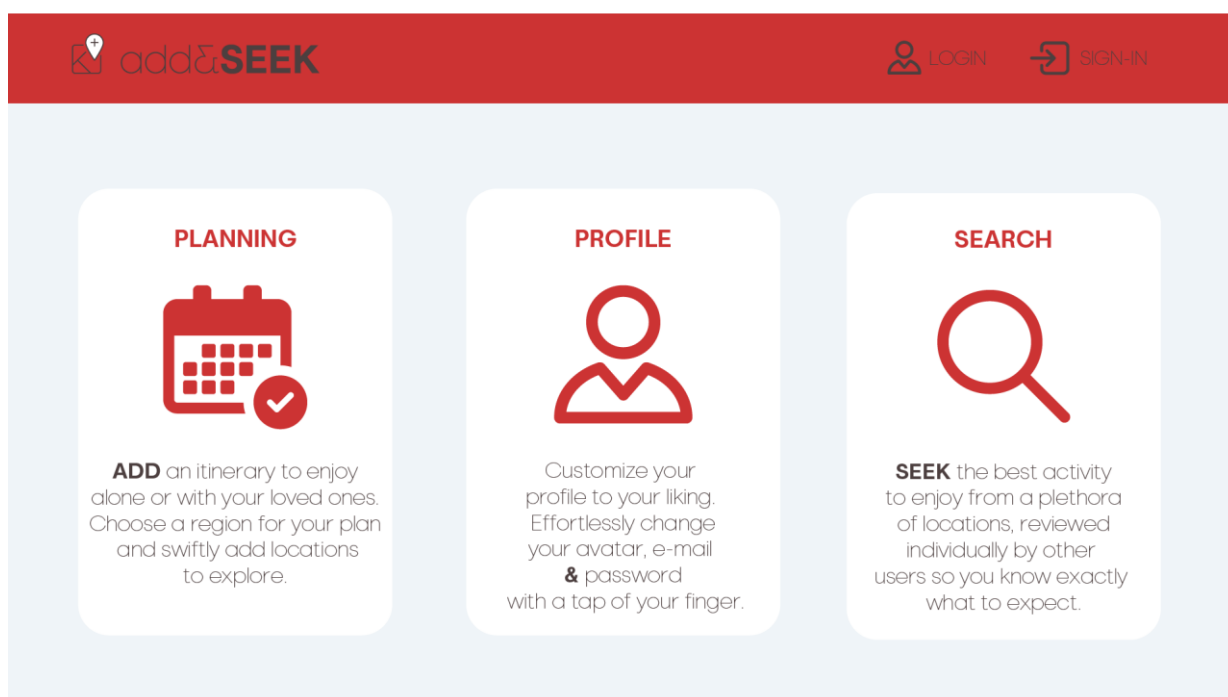 add&SEEK
LOGIN
SIGN-IN
PLANNING
ADD an itinerary to enjoy
alone or with your loved ones.
Choose a region for your plan
and swiftly add locations
to explore.
PROFILE
Customize your
profile to your liking.
Effortlessly change
your avatar, e-mail
& password
with a tap of your finger.
SEARCH
SEEK the best activity
to enjoy from a plethora
of locations, reviewed
individually by other
users so you know exactly
what to expect.